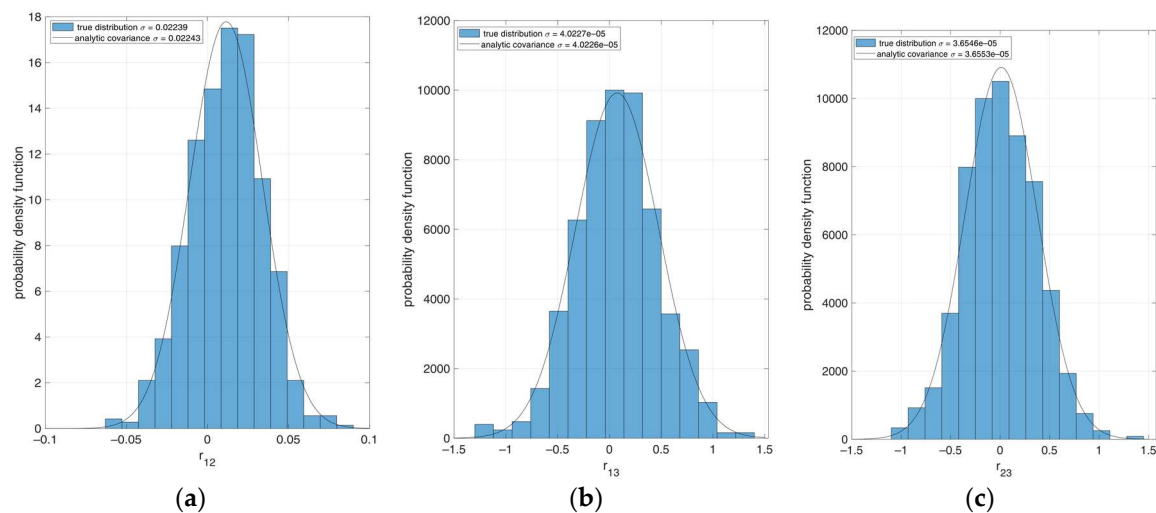 true distribution σ = 0.02239
analytic covariance σ = 0.02243
18
16
14
12
10
8
6
4
2
0
probability density function
−0.1
−0.05
0
0.05
0.1
r12
(a)
true distribution σ = 4.0227e−05
analytic covariance σ = 4.0226e−05
12000
10000
8000
6000
4000
2000
0
probability density function
−1.5
−1
−0.5
0
0.5
1
1.5
r13
(b)
true distribution σ = 3.6546e−05
analytic covariance σ = 3.6553e−05
12000
10000
8000
6000
4000
2000
0
probability density function
−1.5
−1
−0.5
0
0.5
1
1.5
r23
(c)